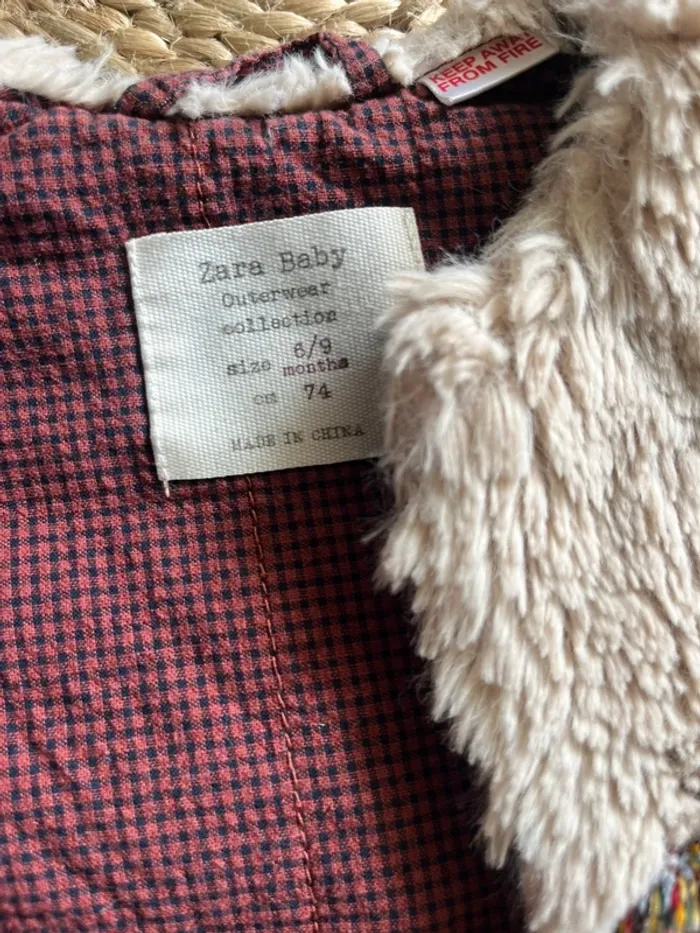 KEEP AWAY
FROM FIRE
Zara Baby
Outerwear
collection
size 6/9
months
cm 74
MADE IN CHINA